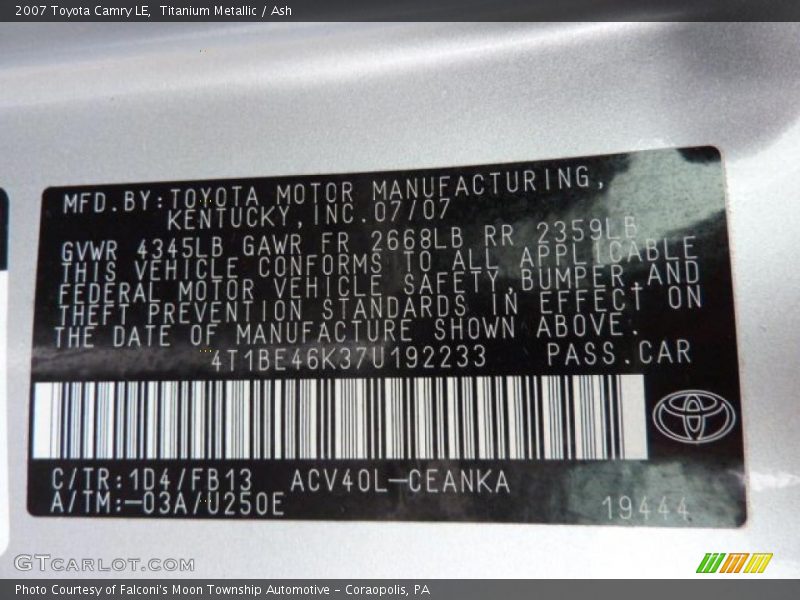 2007 Toyota Camry LE, Titanium Metallic / Ash
MFD.BY:TOYOTA MOTOR MANUFACTURING,
KENTUCKY,INC.07/07
GVWR 4345LB GAWR FR 2668LB RR 2359LB
THIS VEHICLE CONFORMS TO ALL APPLICABLE
FEDERAL MOTOR VEHICLE SAFETY,BUMPER,AND
THEFT PREVENTION STANDARDS IN EFFECT ON
THE DATE OF MANUFACTURE SHOWN ABOVE.
4T1BE46K37U192233 PASS.CAR
C/TR:1D4/FB13 ACV40L-CEANKA
A/TM:-03A/U250E
19444
GTCARLOT.COM
Photo Courtesy of Falconi's Moon Township Automotive - Coraopolis, PA